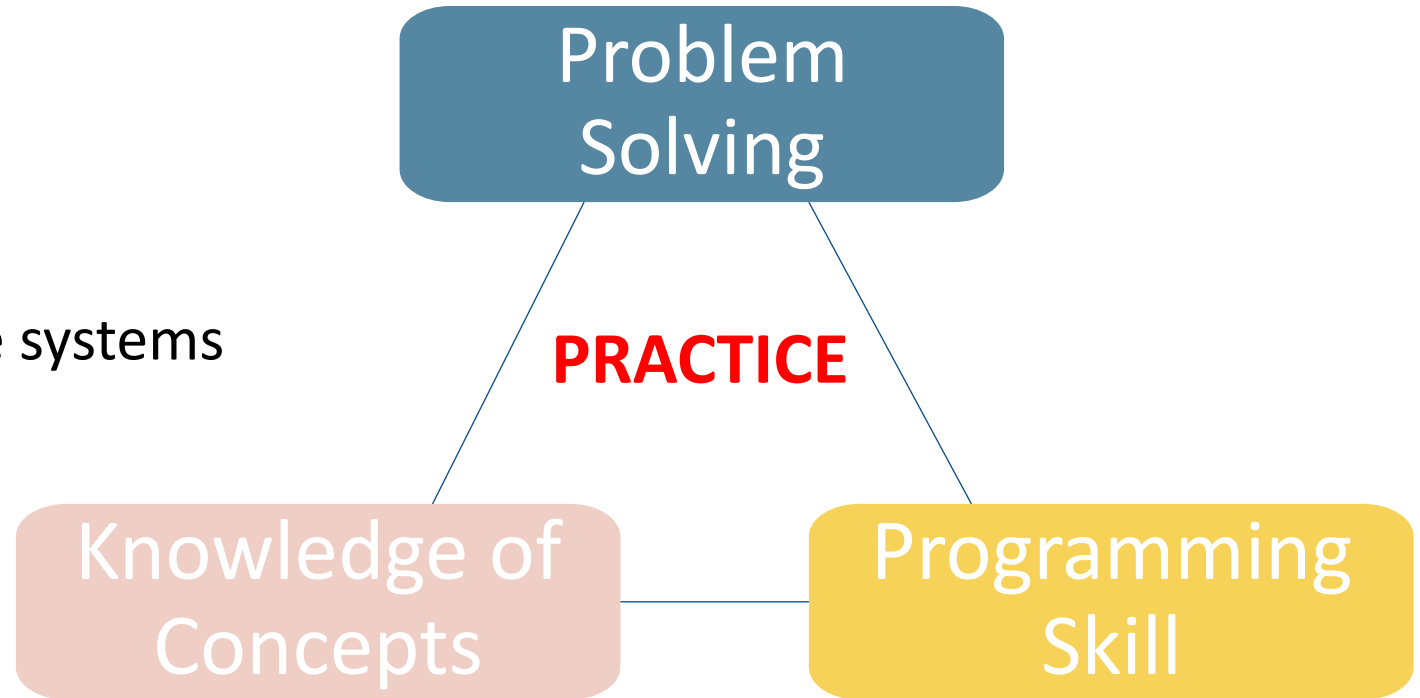 Problem
Solving
systems
PRACTICE
Knowledge of
Concepts
Programming
Skill